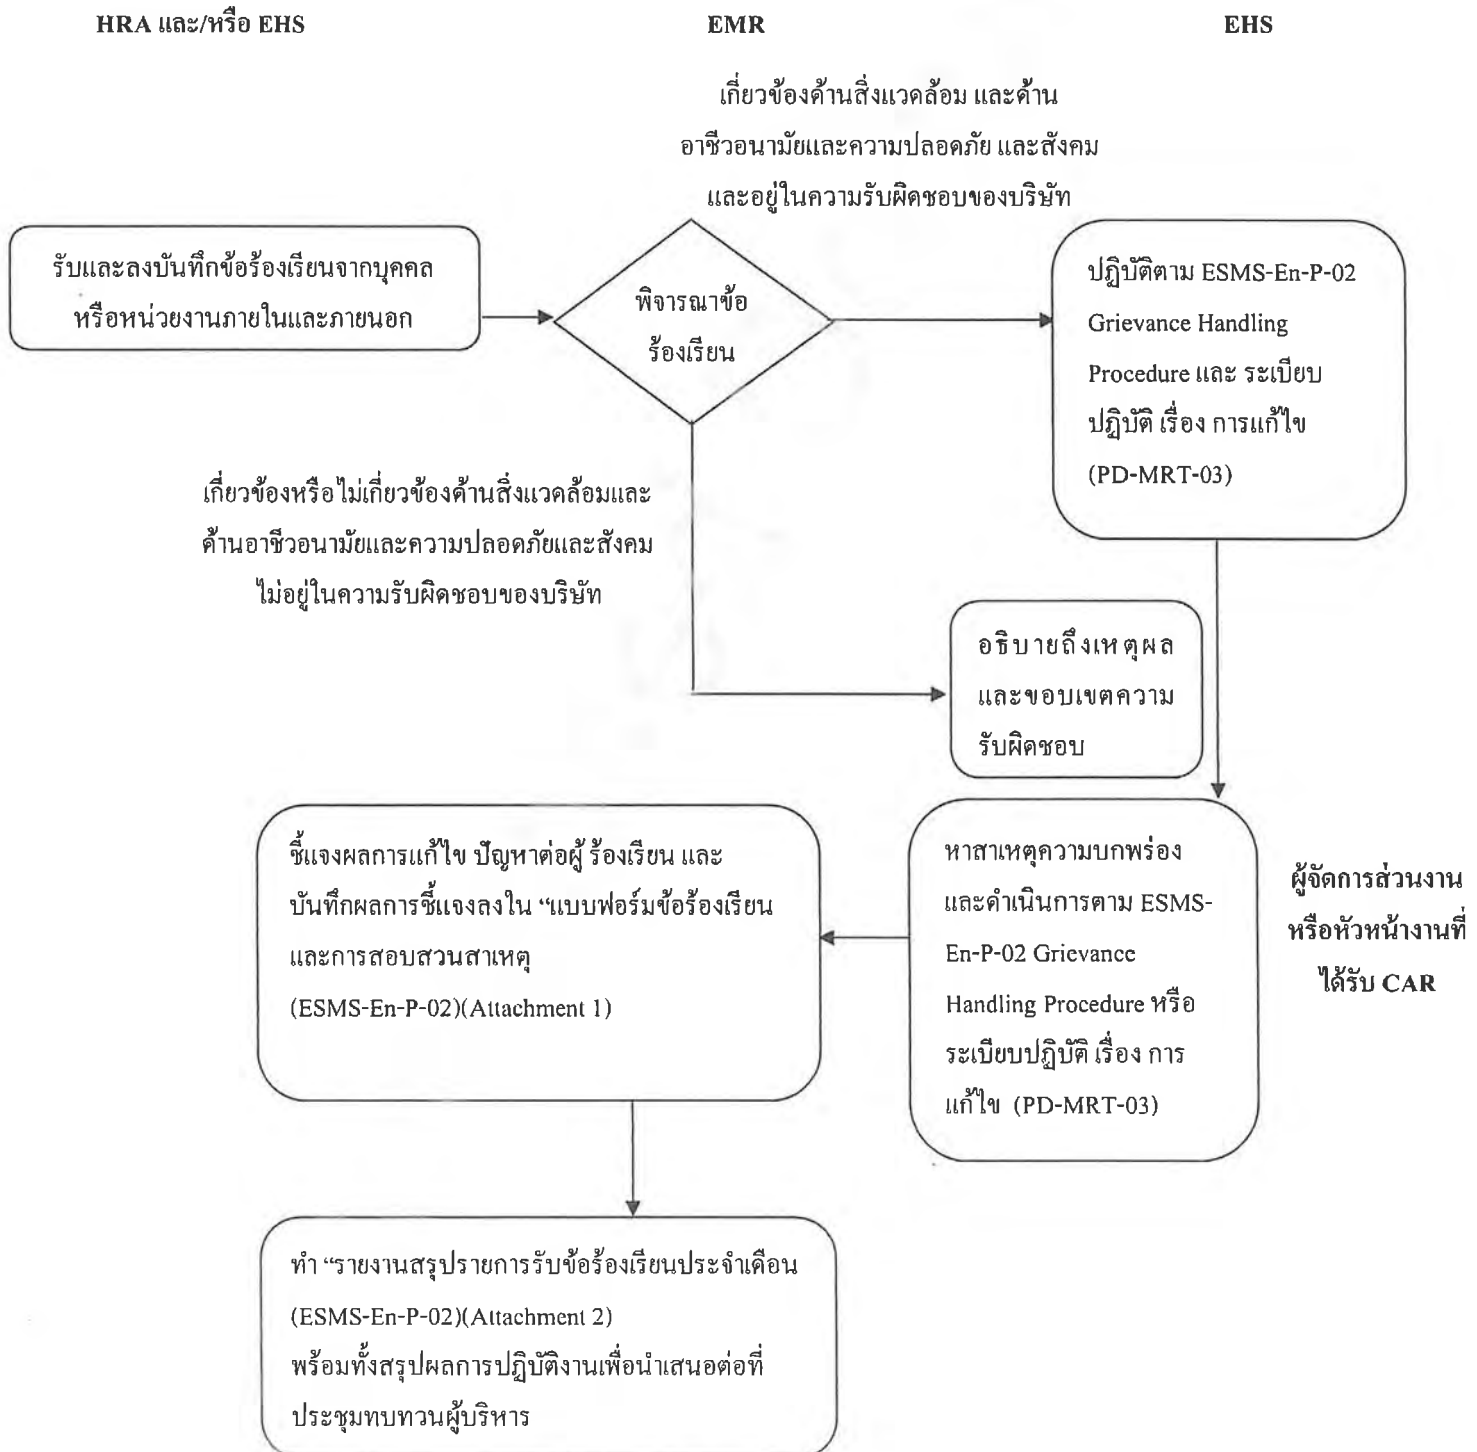 HRA และ/หรือ EHS
EMR
EHS
เกี่ยวข้องด้านสิ่งแวดล้อม และด้าน
อาชีวอนามัยและความปลอดภัย และสังคม
และอยู่ในความรับผิดชอบของบริษัท
รับและลงบันทึกข้อร้องเรียนจากบุคคล
หรือหน่วยงานภายในและภายนอก
พิจารณาข้อ
ร้องเรียน
ปฏิบัติตาม ESMS-En-P-02
Grievance Handling
Procedure และ ระเบียบ
ปฏิบัติ เรื่อง การแก้ไข
(PD-MRT-03)
เกี่ยวข้องหรือไม่เกี่ยวข้องด้านสิ่งแวดล้อมและ
ด้านอาชีวอนามัยและความปลอดภัยและสังคม
ไม่อยู่ในความรับผิดชอบของบริษัท
อธิบายถึงเหตุผล
และขอบเขตความ
รับผิดชอบ
หาสาเหตุความบกพร่อง
และดำเนินการตาม ESMS-
En-P-02 Grievance
Handling Procedure หรือ
ระเบียบปฏิบัติ เรื่อง การ
แก้ไข (PD-MRT-03)
ผู้จัดการส่วนงาน
หรือหัวหน้างานที่
ได้รับ CAR
ชี้แจงผลการแก้ไข ปัญหาต่อผู้ ร้องเรียน และ
บันทึกผลการชี้แจงลงใน “แบบฟอร์มข้อร้องเรียน
และการสอบสวนสาเหตุ
(ESMS-En-P-02)(Attachment 1)
ทำ “รายงานสรุปรายการรับข้อร้องเรียนประจำเดือน
(ESMS-En-P-02)(Attachment 2)
พร้อมทั้งสรุปผลการปฏิบัติงานเพื่อนำเสนอต่อที่
ประชุมทบทวนผู้บริหาร